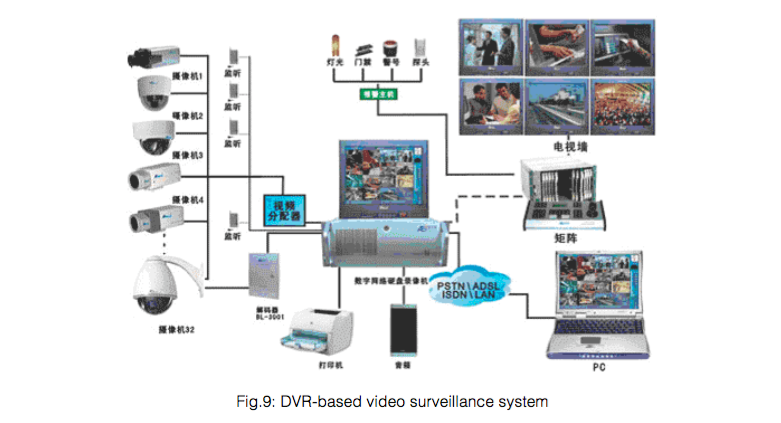 摄像机1
摄像机2
摄像机3
摄像机4
摄像机32
监听
监听
监听
监听
灯光
门禁
警号
探头
报警主机
电视墙
矩阵
视频
分配器
数字网络硬盘录像机
解码器
打印机
音箱
PSTN\ADSL
ISDN\LAN
PC
Fig.9: DVR-based video surveillance system